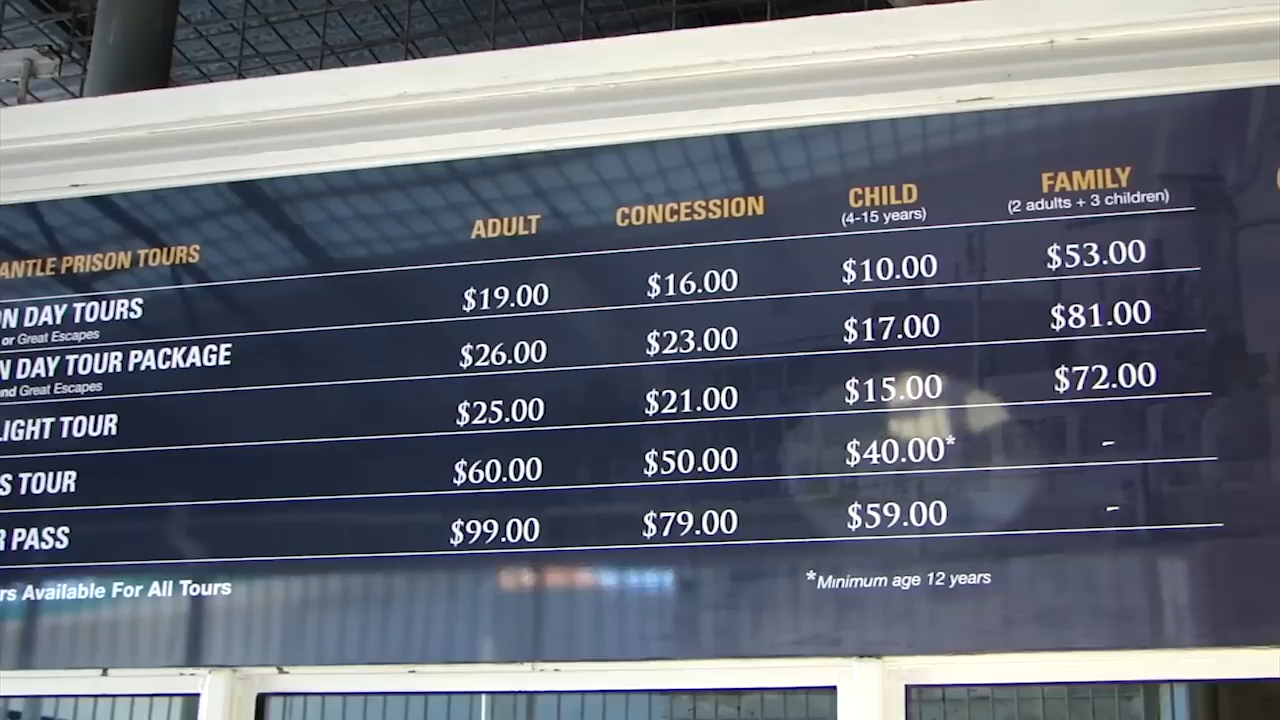 ADULT CONCESSION CHILD FAMILY
(4-15 years) (2 adults + 3 children)
ANTLE PRISON TOURS
N DAY TOURS $19.00 $16.00 $10.00 $53.00
or Great Escapes
N DAY TOUR PACKAGE $26.00 $23.00 $17.00 $81.00
nd Great Escapes
LIGHT TOUR $25.00 $21.00 $15.00 $72.00
S TOUR $60.00 $50.00 $40.00* -
R PASS $99.00 $79.00 $59.00 -
rs Available For All Tours *Minimum age 12 years